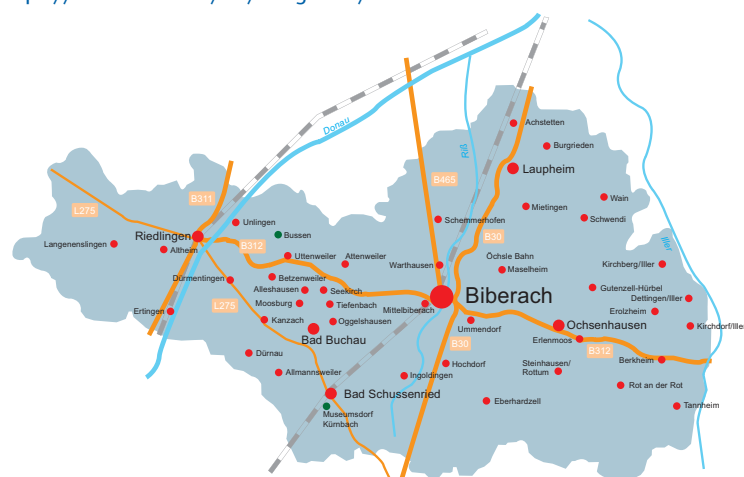 Donau
Riß
Achstetten
Burgrieden
Laupheim
B465
B311
L275
Wain
Mietingen
Schwendi
Unlingen
Schemmerhofen
Bussen
B30
Riedlingen
Iller
Langenenslingen
Altheim
B312
Uttenweiler
Attenweiler
Öchsle Bahn
Warthausen
Maselheim
Kirchberg/Iller
Dürmentingen
Betzenweiler
Alleshausen
Seekirch
Biberach
Gutenzell-Hürbel
Dettingen/Iller
L275
Moosburg
Tiefenbach
Mittelbiberach
Erolzheim
Ertingen
Kanzach
Oggelshausen
Ummendorf
Ochsenhausen
Kirchdorf/Iller
Bad Buchau
B30
Erlenmoos
B312
Dürnau
Hochdorf
Steinhausen/
Rottum
Berkheim
Allmannsweiler
Ingoldingen
Rot an der Rot
Bad Schussenried
Eberhardzell
Tannheim
Museumsdorf
Kürnbach